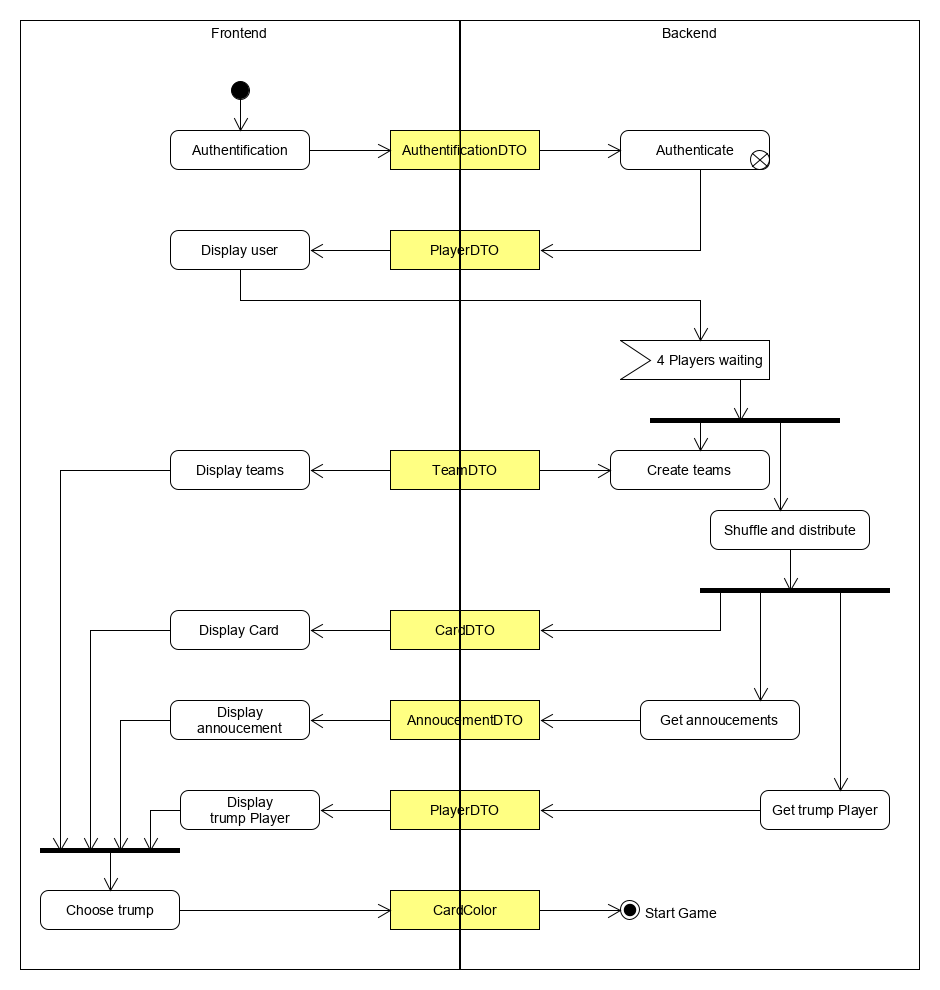 Frontend
Backend
Authentification
AuthentificationDTO
Authenticate
Display user
PlayerDTO
4 Players waiting
Display teams
TeamDTO
Create teams
Shuffle and distribute
Display Card
CardDTO
Display
annoucement
AnnoucementDTO
Get annoucements
Display
trump Player
PlayerDTO
Get trump Player
Choose trump
CardColor
Start Game